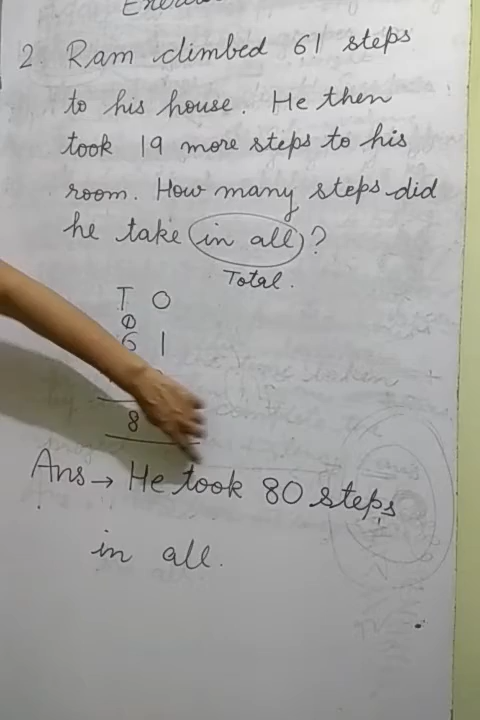 2. Ram climbed 61 steps
to his house. He then
took 19 more steps to his
room. How many steps did
he take in all?
Total.
T O
1
6 1
8
Ans → He took 80 steps
in all.